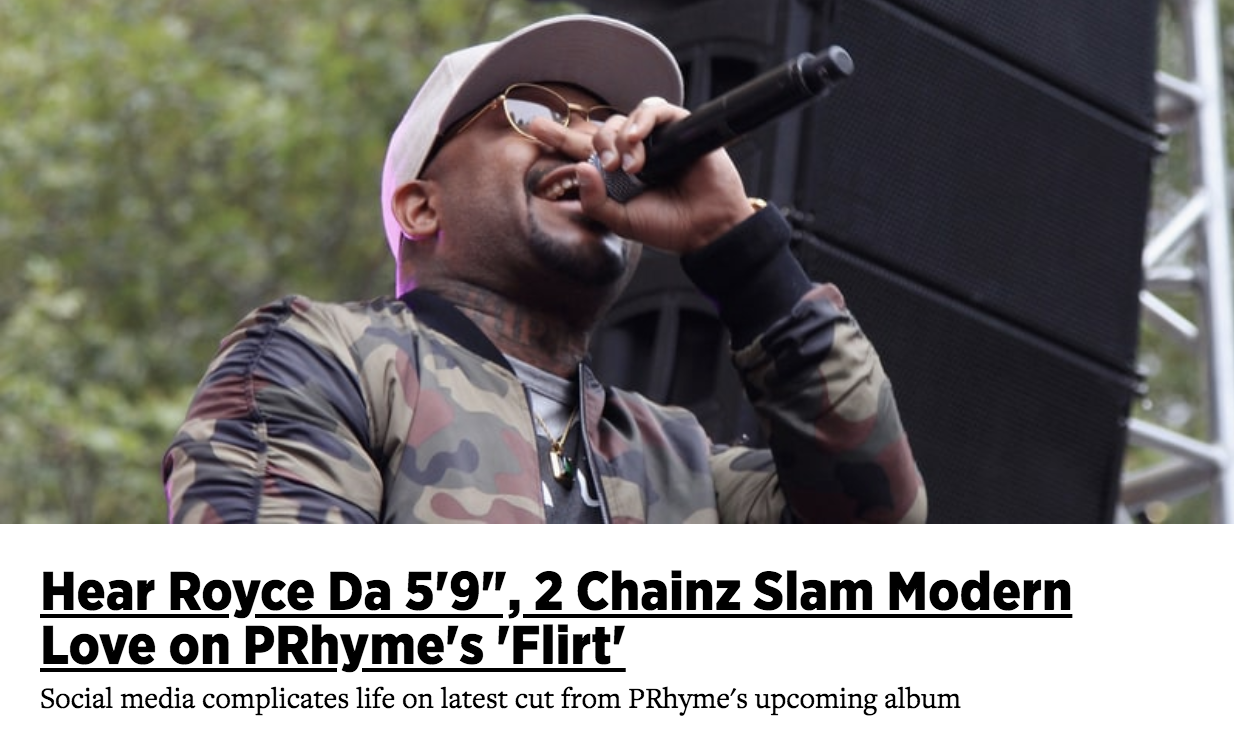 Hear Royce Da 5'9", 2 Chainz Slam Modern
Love on PRhyme's 'Flirt'
Social media complicates life on latest cut from PRhyme's upcoming album